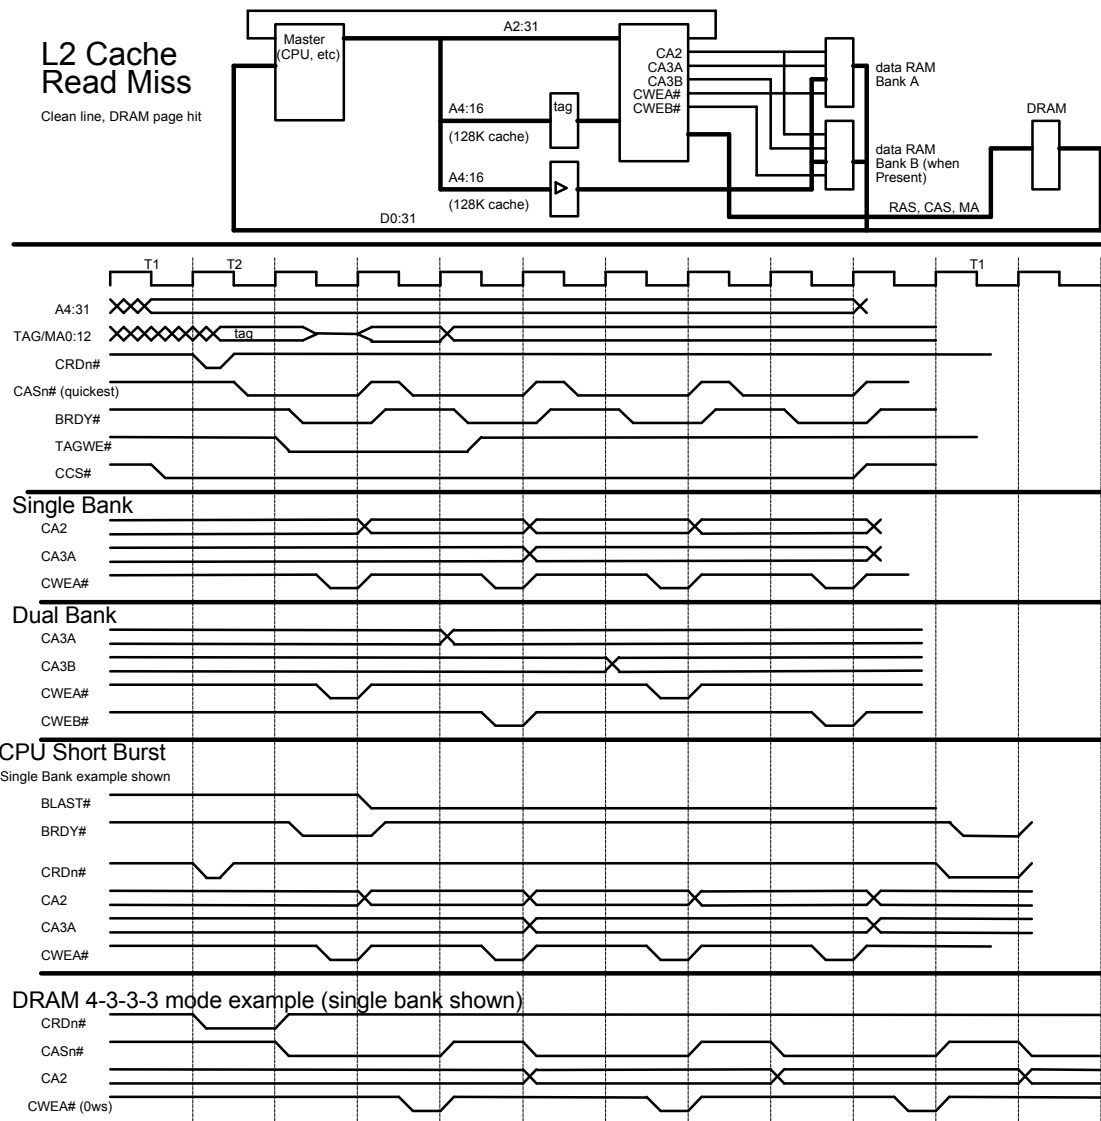 L2 Cache
Read Miss
Clean line, DRAM page hit
Master
(CPU, etc)
A2:31
A4:16
(128K cache)
tag
A4:16
(128K cache)
D0:31
CA2
CA3A
CA3B
CWEA#
CWEB#
data RAM
Bank A
data RAM
Bank B (when
Present)
DRAM
RAS, CAS, MA
T1
T2
T1
A4:31
TAG/MA0:12
tag
CRDn#
CASn# (quickest)
BRDY#
TAGWE#
CCS#
Single Bank
CA2
CA3A
CWEA#
Dual Bank
CA3A
CA3B
CWEA#
CWEB#
CPU Short Burst
Single Bank example shown
BLAST#
BRDY#
CRDn#
CA2
CA3A
CWEA#
DRAM 4-3-3-3 mode example (single bank shown)
CRDn#
CASn#
CA2
CWEA# (0ws)